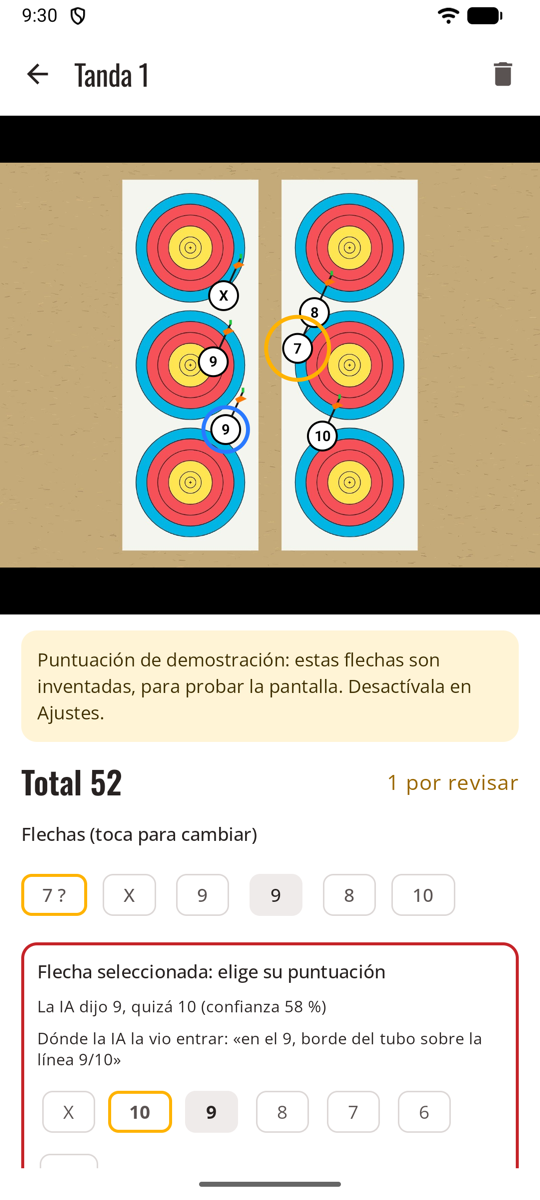 9:30
Tanda 1
X
8
7
9
9
10
Puntuación de demostración: estas flechas son
inventadas, para probar la pantalla. Desactívala en
Ajustes.
Total 52
1 por revisar
Flechas (toca para cambiar)
7 ? X 9 9 8 10
Flecha seleccionada: elige su puntuación
La IA dijo 9, quizá 10 (confianza 58 %)
Dónde la IA la vio entrar: «en el 9, borde del tubo sobre la
línea 9/10»
X 10 9 8 7 6